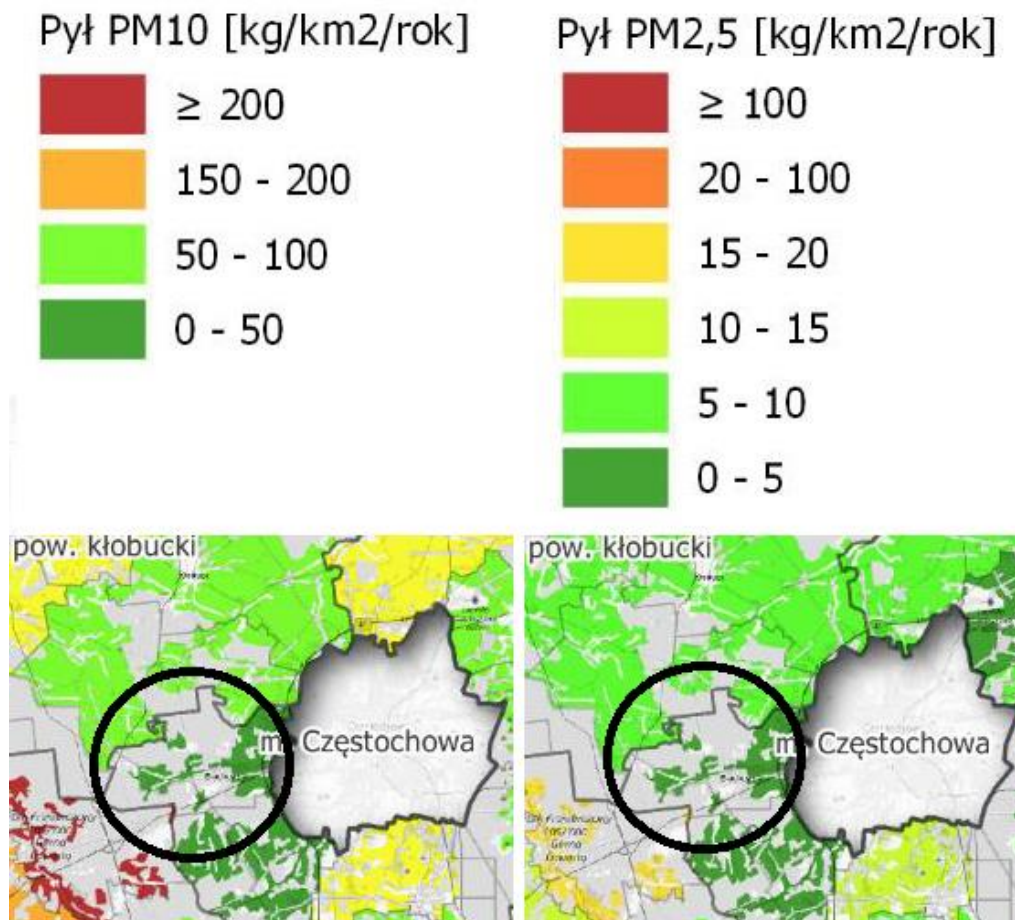 Pył PM10 [kg/km2/rok]
≥ 200
150 - 200
50 - 100
0 - 50
Pył PM2,5 [kg/km2/rok]
≥ 100
20 - 100
15 - 20
10 - 15
5 - 10
0 - 5
pow. kłobucki
m. Częstochowa
pow. kłobucki
m. Częstochowa